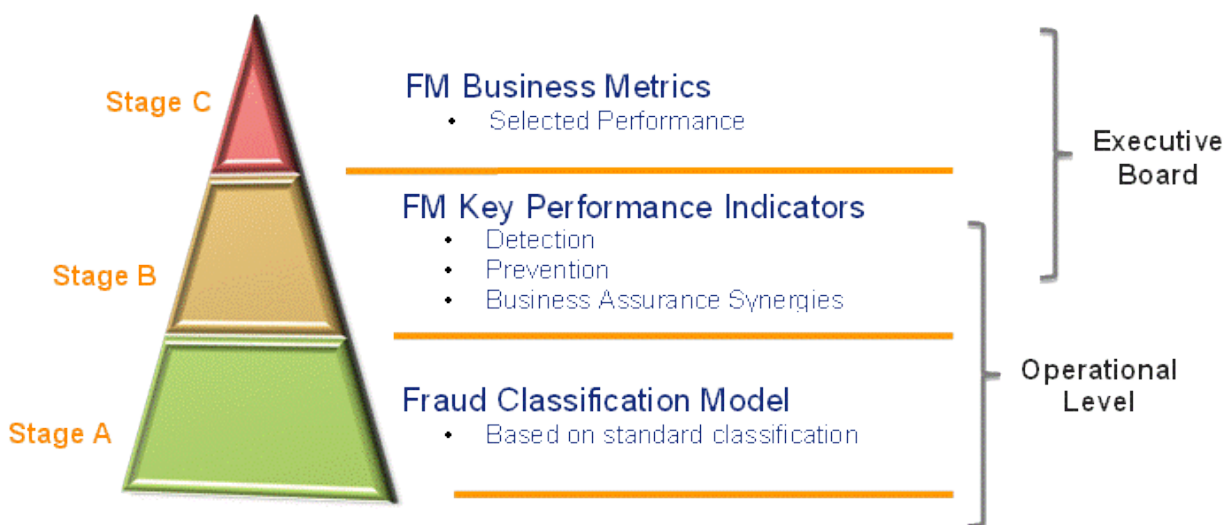 Stage C
FM Business Metrics
• Selected Performance
Executive
Board
Stage B
FM Key Performance Indicators
• Detection
• Prevention
• Business Assurance Synergies
Operational
Level
Stage A
Fraud Classification Model
• Based on standard classification